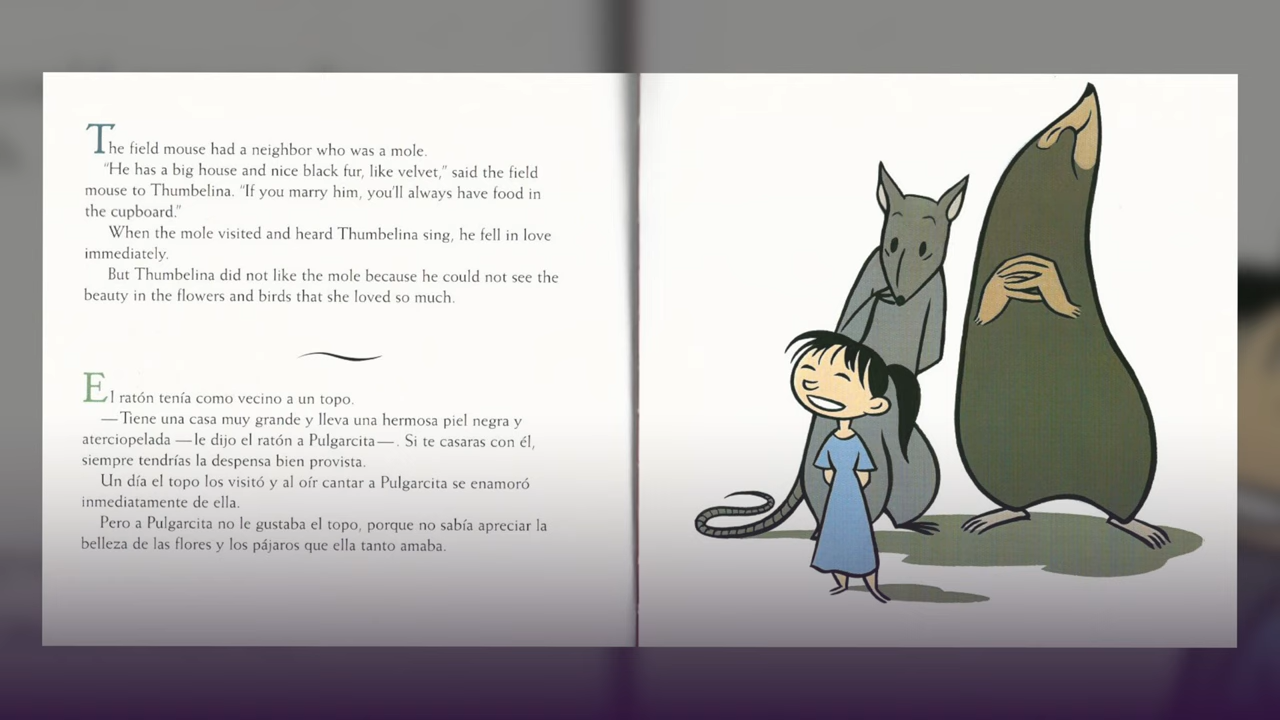 The field mouse had a neighbor who was a mole.
“He has a big house and nice black fur, like velvet,” said the field
mouse to Thumbelina. “If you marry him, you’ll always have food in
the cupboard.”
When the mole visited and heard Thumbelina sing, he fell in love
immediately.
But Thumbelina did not like the mole because he could not see the
beauty in the flowers and birds that she loved so much.
El ratón tenía como vecino a un topo.
—Tiene una casa muy grande y lleva una hermosa piel negra y
aterciopelada —le dijo el ratón a Pulgarcita—. Si te casaras con él,
siempre tendrías la despensa bien provista.
Un día el topo los visitó y al oír cantar a Pulgarcita se enamoró
inmediatamente de ella.
Pero a Pulgarcita no le gustaba el topo, porque no sabía apreciar la
belleza de las flores y los pájaros que ella tanto amaba.